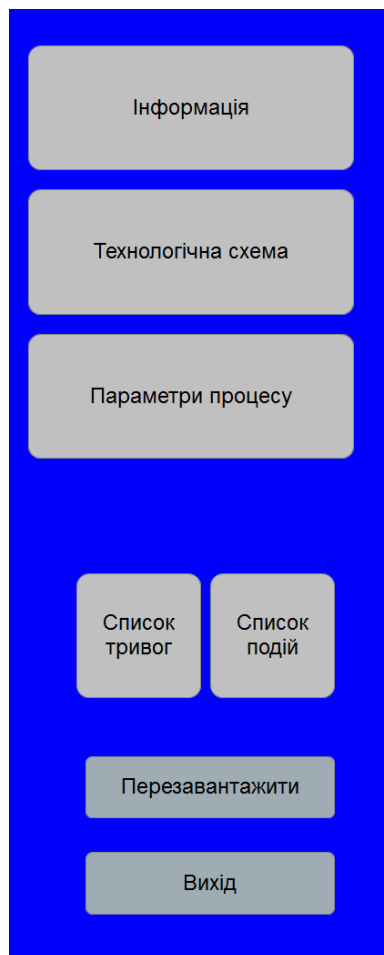 Інформація
Технологічна схема
Параметри процесу
Список
тривог
Список
подій
Перезавантажити
Вихід